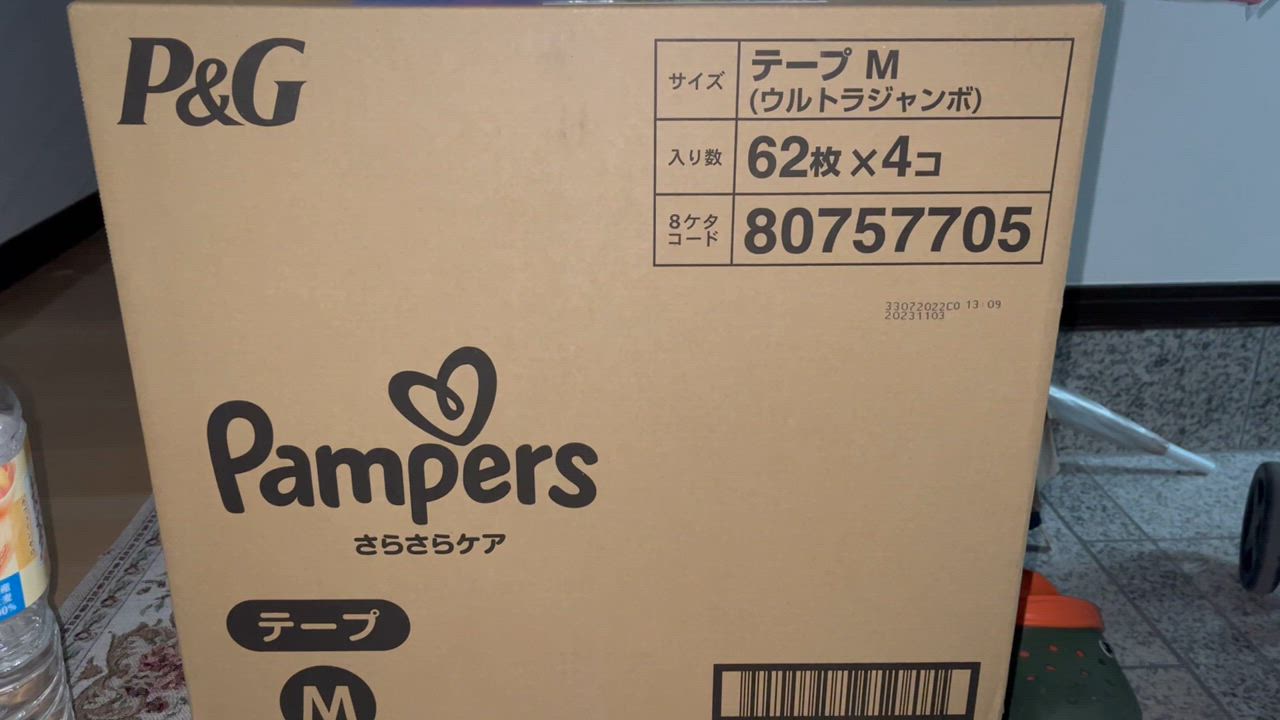 P&G
サイズ
テープ M
(ウルトラジャンボ)
入り数
62枚×4コ
8ケタ
コード
80757705
33072022C0 13:09
20231103
Pampers
さらさらケア
テープ
M